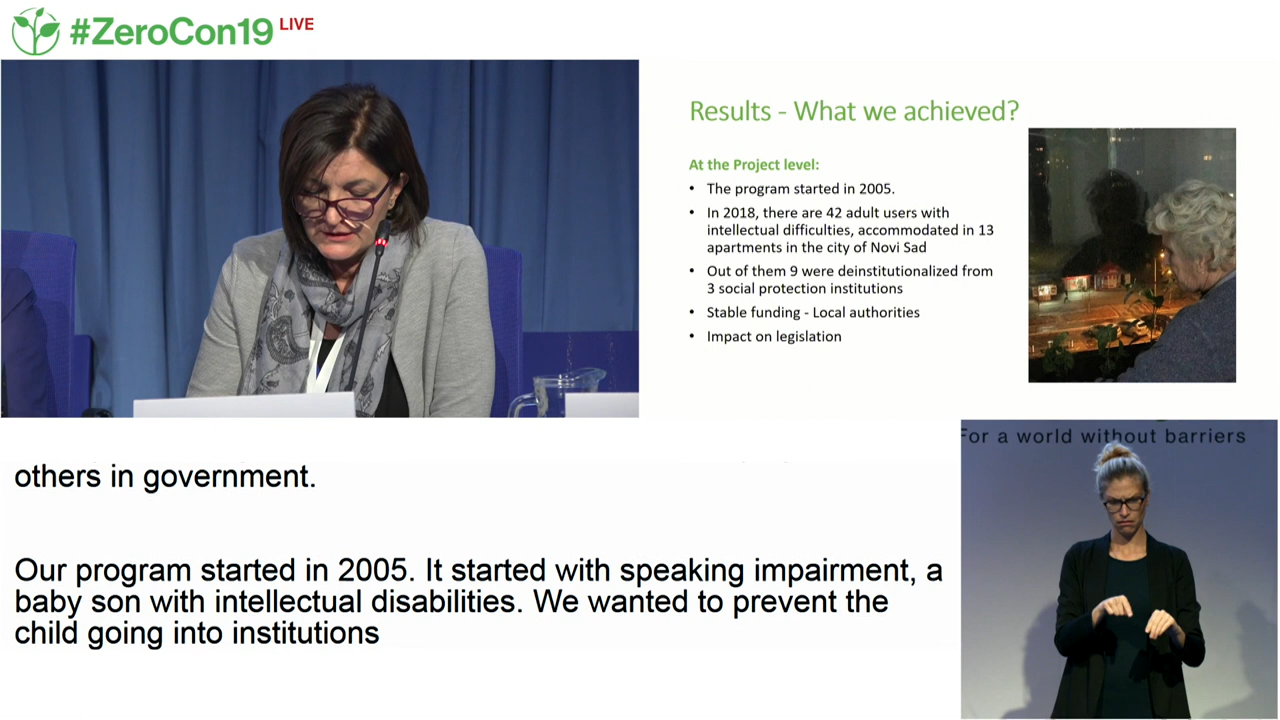 #ZeroCon19 LIVE
Results - What we achieved?
At the Project level:
• The program started in 2005.
• In 2018, there are 42 adult users with
intellectual difficulties, accommodated in 13
apartments in the city of Novi Sad
• Out of them 9 were deinstitutionalized from
3 social protection institutions
• Stable funding - Local authorities
• Impact on legislation
For a world without barriers
others in government.
Our program started in 2005. It started with speaking impairment, a
baby son with intellectual disabilities. We wanted to prevent the
child going into institutions